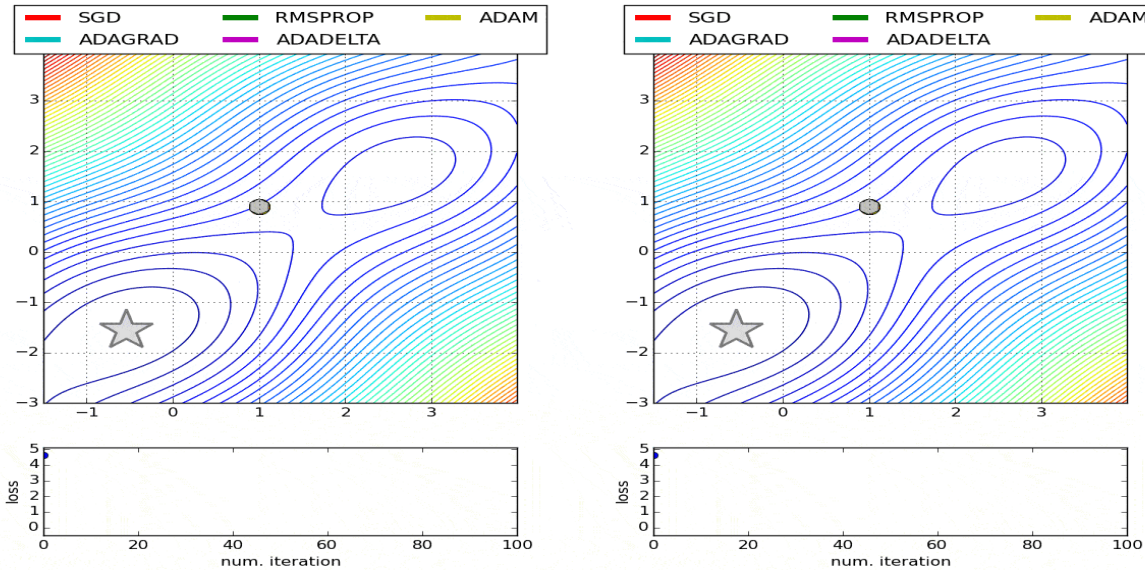 SGD RMSPROP ADAM
ADAGRAD ADADELTA
3
2
1
0
−1
−2
−3
−1 0 1 2 3
5
4
3
2
1
0
loss
0 20 40 60 80 100
num. iteration
SGD RMSPROP ADAM
ADAGRAD ADADELTA
3
2
1
0
−1
−2
−3
−1 0 1 2 3
5
4
3
2
1
0
loss
0 20 40 60 80 100
num. iteration